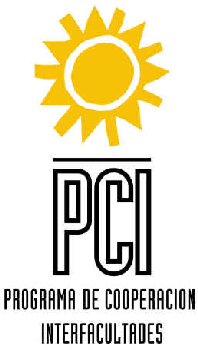 PCI
PROGRAMA DE COOPERACION
INTERFACULTADES